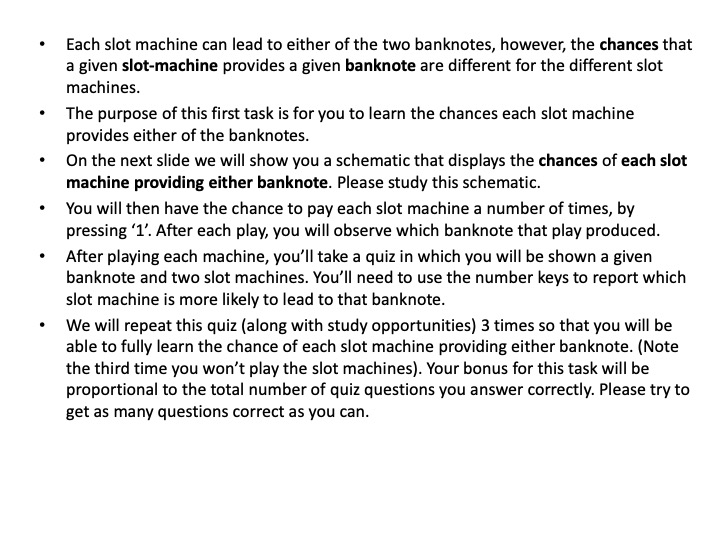 • Each slot machine can lead to either of the two banknotes, however, the chances that
a given slot-machine provides a given banknote are different for the different slot
machines.
• The purpose of this first task is for you to learn the chances each slot machine
provides either of the banknotes.
• On the next slide we will show you a schematic that displays the chances of each slot
machine providing either banknote. Please study this schematic.
• You will then have the chance to pay each slot machine a number of times, by
pressing ‘1’. After each play, you will observe which banknote that play produced.
• After playing each machine, you’ll take a quiz in which you will be shown a given
banknote and two slot machines. You’ll need to use the number keys to report which
slot machine is more likely to lead to that banknote.
• We will repeat this quiz (along with study opportunities) 3 times so that you will be
able to fully learn the chance of each slot machine providing either banknote. (Note
the third time you won’t play the slot machines). Your bonus for this task will be
proportional to the total number of quiz questions you answer correctly. Please try to
get as many questions correct as you can.